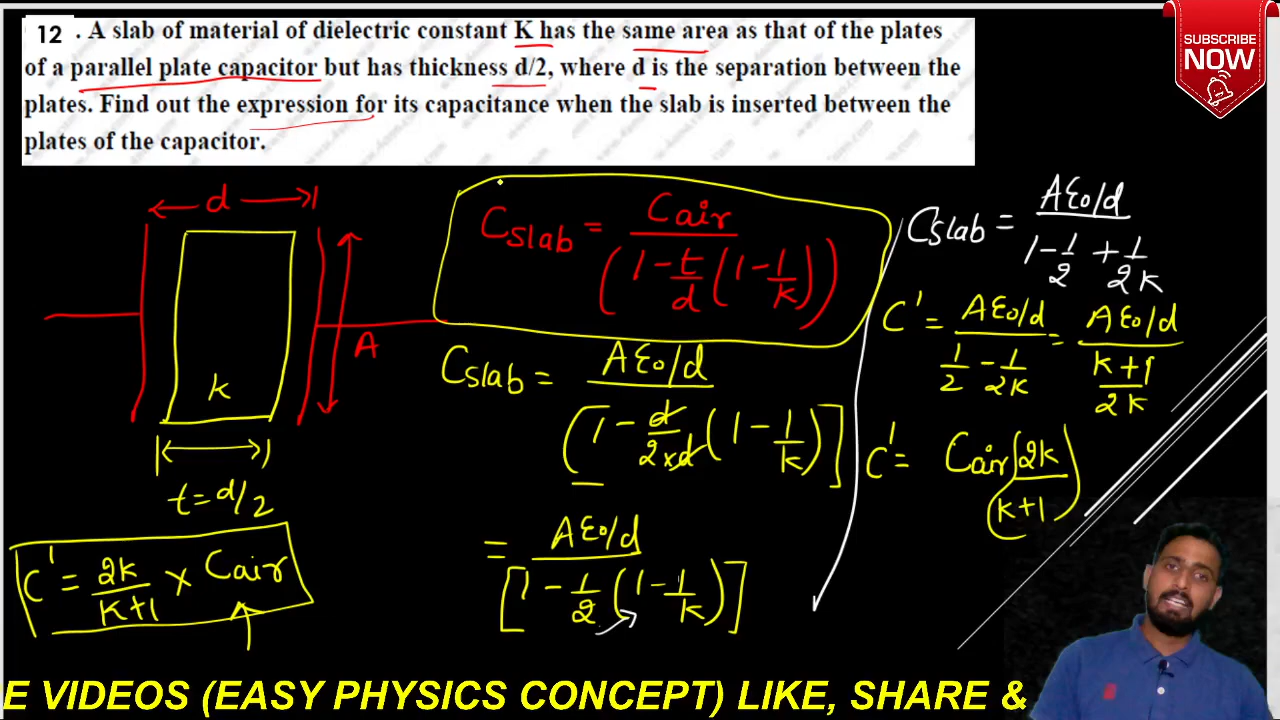 12 . A slab of material of dielectric constant K has the same area as that of the plates
of a parallel plate capacitor but has thickness d/2, where d is the separation between the
plates. Find out the expression for its capacitance when the slab is inserted between the
plates of the capacitor.
SUBSCRIBE
NOW
d
A
k
t = d/2
C' = 2k/(k+1) × Cair
Cslab = Cair/(1 - t/d(1 - 1/k))
Cslab = Aε0/d/[1 - d/2×d(1 - 1/k)]
= Aε0/d/[1 - 1/2(1 - 1/k)]
Cslab = Aε0/d/1 - 1/2 + 1/2k
C' = Aε0/d/1/2 - 1/2k = Aε0/d/k+1/2k
C' = Cair(2k/k+1)
E VIDEOS (EASY PHYSICS CONCEPT) LIKE, SHARE &